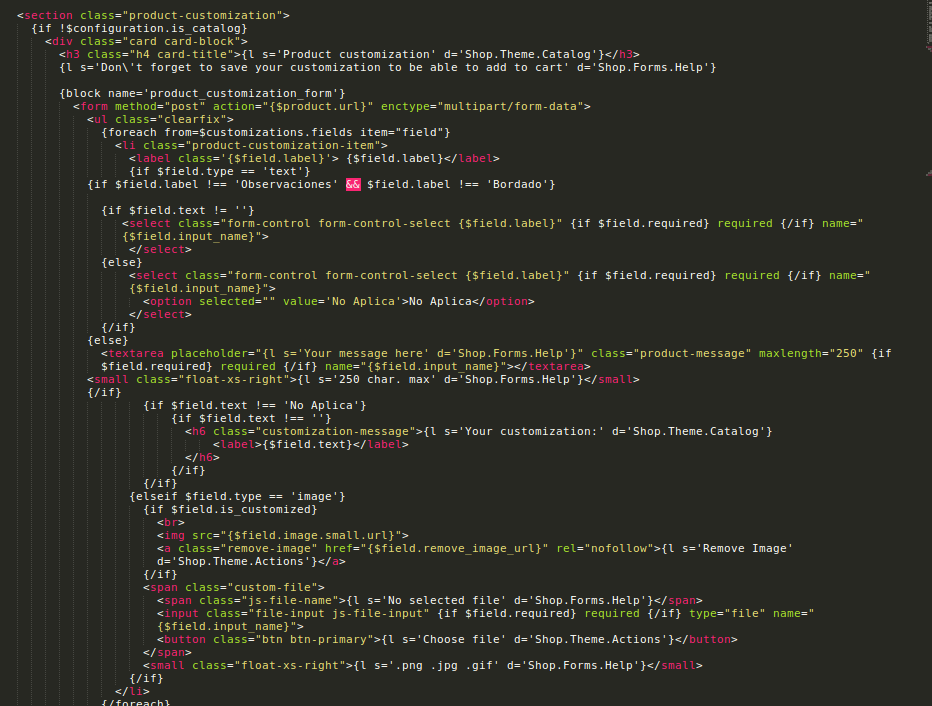 <section class="product-customization">
{if !$configuration.is_catalog}
<div class="card card-block">
<h3 class="h4 card-title">{l s='Product customization' d='Shop.Theme.Catalog'}</h3>
{l s='Don\'t forget to save your customization to be able to add to cart' d='Shop.Forms.Help'}
{block name='product_customization_form'}
<form method="post" action="{$product.url}" enctype="multipart/form-data">
<ul class="clearfix">
{foreach from=$customizations.fields item="field"}
<li class="product-customization-item">
<label class='{$field.label}'> {$field.label}</label>
{if $field.type == 'text'}
{if $field.label !== 'Observaciones' && $field.label !== 'Bordado'}
{if $field.text != ''}
<select class="form-control form-control-select {$field.label}" {if $field.required} required {/if} name="
{$field.input_name}">
</select>
{else}
<select class="form-control form-control-select {$field.label}" {if $field.required} required {/if} name="
{$field.input_name}">
<option selected="" value='No Aplica'>No Aplica</option>
</select>
{/if}
{else}
<textarea placeholder="{l s='Your message here' d='Shop.Forms.Help'}" class="product-message" maxlength="250" {if
$field.required} required {/if} name="{$field.input_name}"></textarea>
<small class="float-xs-right">{l s='250 char. max' d='Shop.Forms.Help'}</small>
{/if}
{if $field.text !== 'No Aplica'}
{if $field.text !== ''}
<h6 class="customization-message">{l s='Your customization:' d='Shop.Theme.Catalog'}
<label>{$field.text}</label>
</h6>
{/if}
{/if}
{elseif $field.type == 'image'}
{if $field.is_customized}
<br>
<img src="{$field.image.small.url}">
<a class="remove-image" href="{$field.remove_image_url}" rel="nofollow">{l s='Remove Image'
d='Shop.Theme.Actions'}</a>
{/if}
<span class="custom-file">
<span class="js-file-name">{l s='No selected file' d='Shop.Forms.Help'}</span>
<input class="file-input js-file-input" {if $field.required} required {/if} type="file" name="
{$field.input_name}">
<button class="btn btn-primary">{l s='Choose file' d='Shop.Theme.Actions'}</button>
</span>
<small class="float-xs-right">{l s='.png .jpg .gif' d='Shop.Forms.Help'}</small>
{/if}
</li>
{/foreach}